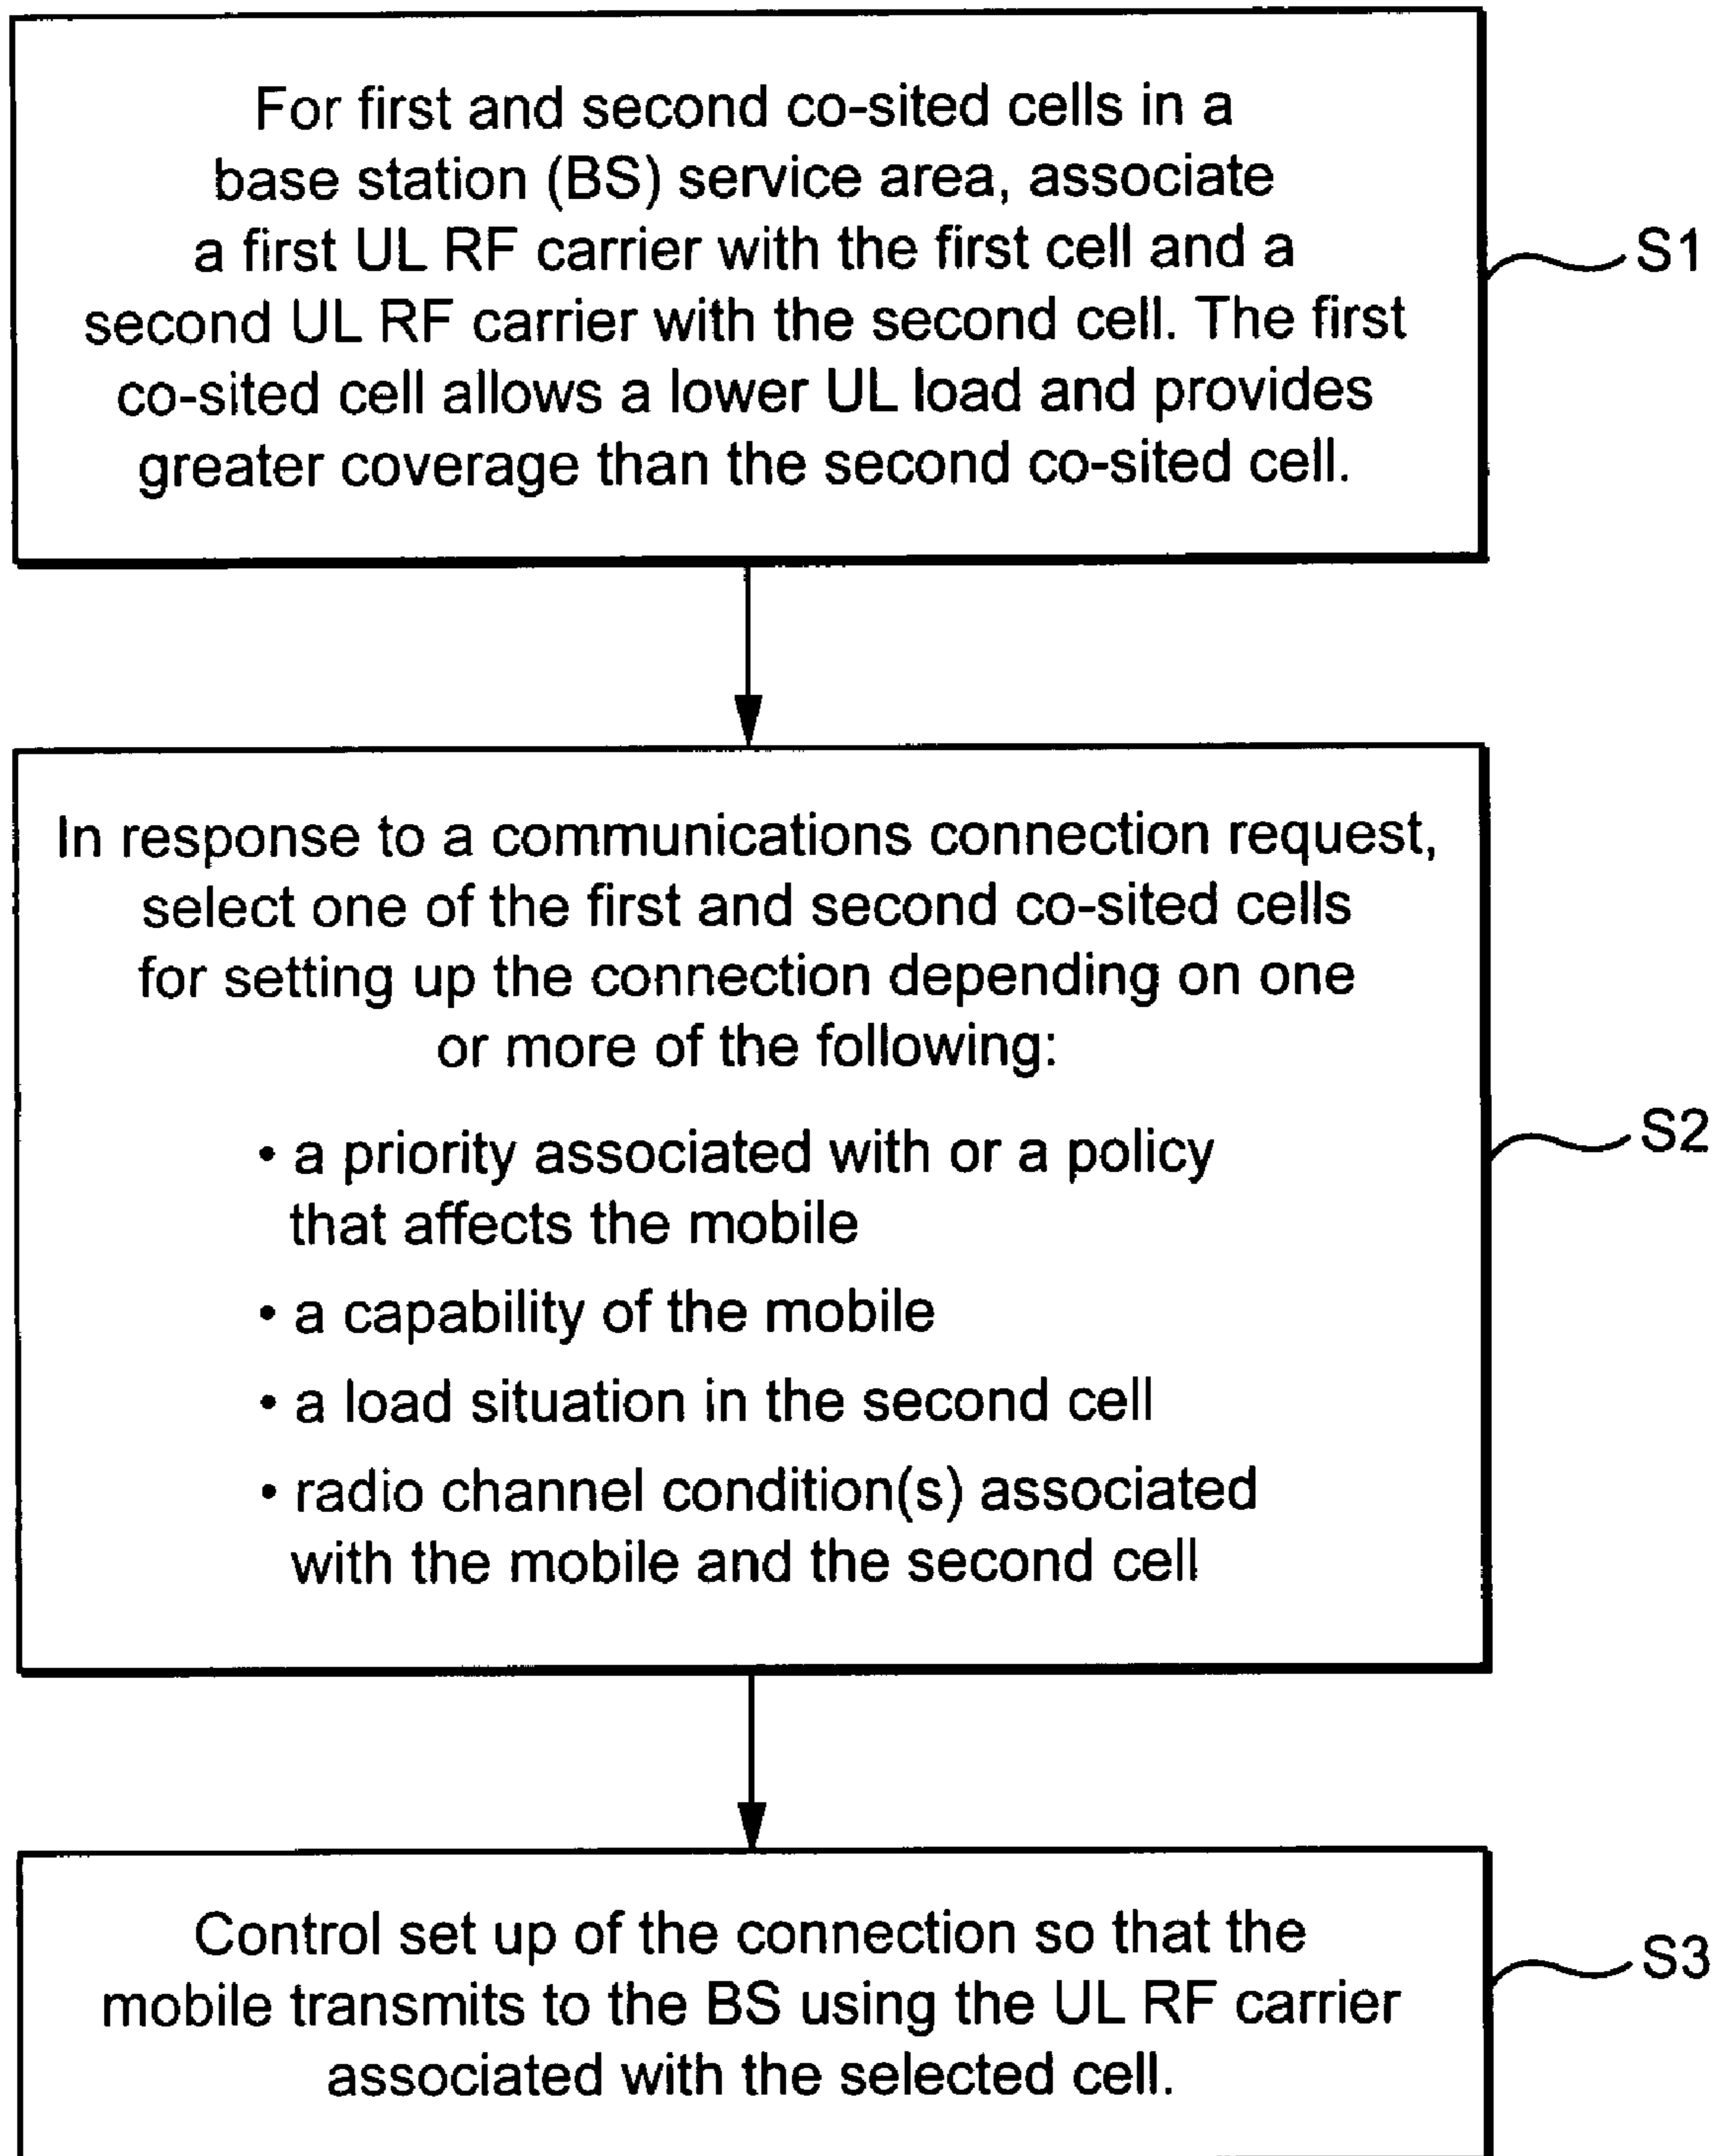 For first and second co-sited cells in a
base station (BS) service area, associate
a first UL RF carrier with the first cell and a
second UL RF carrier with the second cell. The first
co-sited cell allows a lower UL load and provides
greater coverage than the second co-sited cell.
S1
In response to a communications connection request,
select one of the first and second co-sited cells
for setting up the connection depending on one
or more of the following:
• a priority associated with or a policy
that affects the mobile
• a capability of the mobile
• a load situation in the second cell
• radio channel condition(s) associated
with the mobile and the second cell
S2
Control set up of the connection so that the
mobile transmits to the BS using the UL RF carrier
associated with the selected cell.
S3